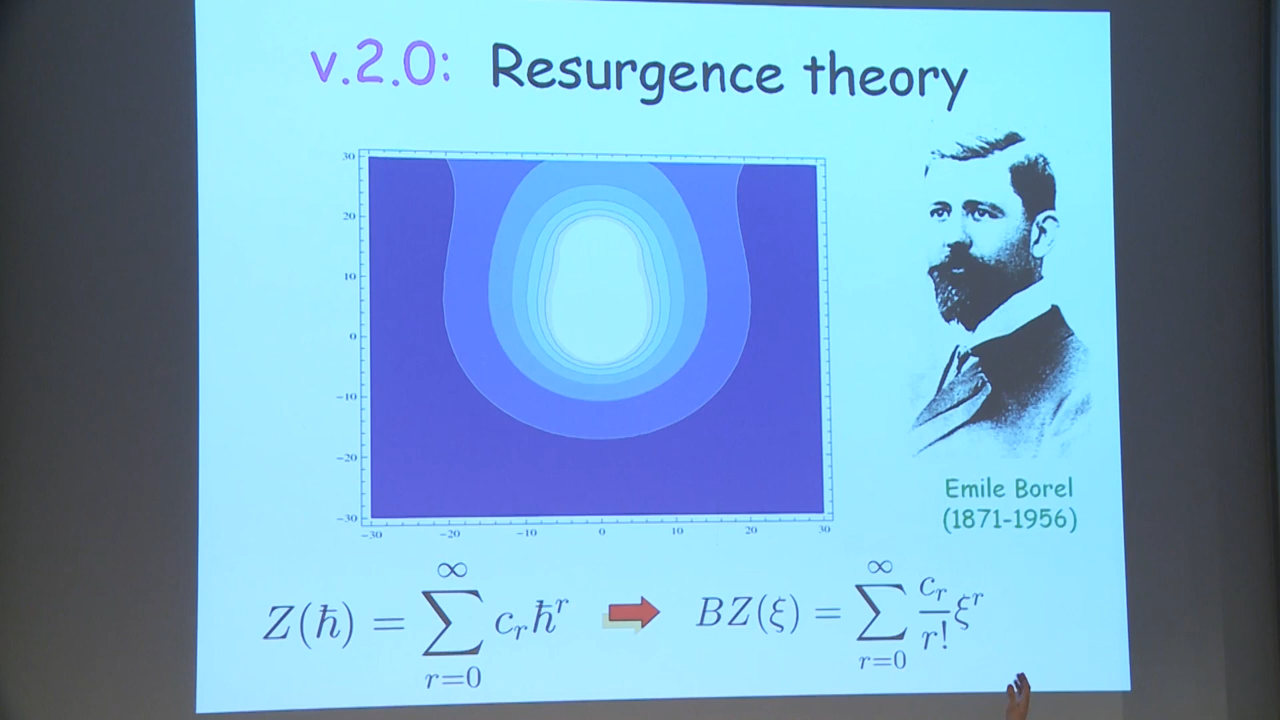 v.2.0: Resurgence theory
30
20
10
0
-10
-20
-30
-30 -20 -10 0 10 20 30
Emile Borel
(1871-1956)
Z(ħ) = ∑_{r=0}^{∞} c_r ħ^r ➡ BZ(ξ) = ∑_{r=0}^{∞} \frac{c_r}{r!} ξ^r